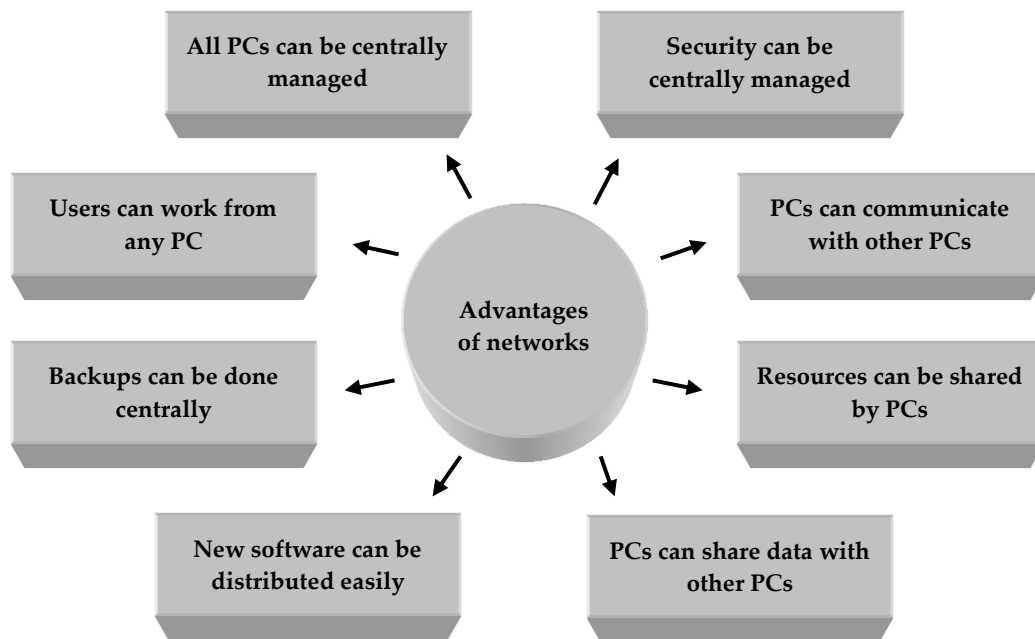 All PCs can be centrally
managed
Security can be
centrally managed
Users can work from
any PC
PCs can communicate
with other PCs
Advantages
of networks
Backups can be done
centrally
Resources can be shared
by PCs
New software can be
distributed easily
PCs can share data with
other PCs